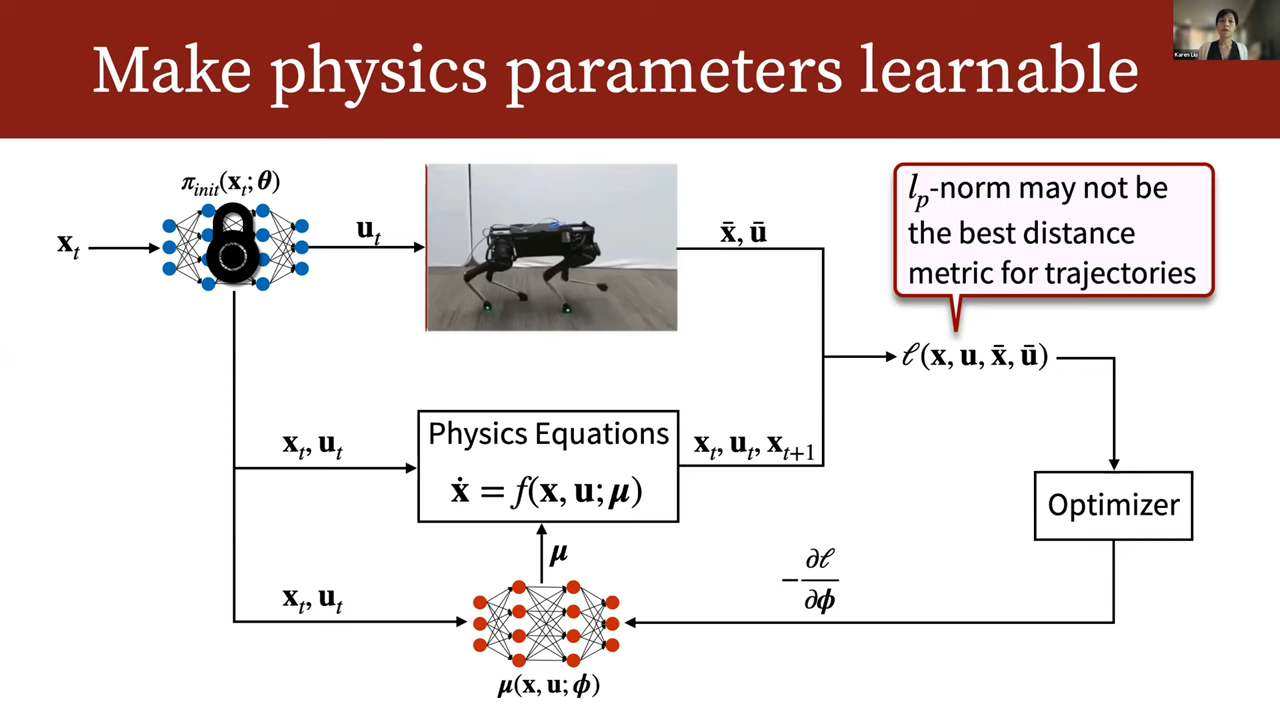 Make physics parameters learnable
Karen Liu
π_init(x_t; θ)
x_t
u_t
x̄, ū
l_p-norm may not be
the best distance
metric for trajectories
ℓ(x, u, x̄, ū)
x_t, u_t
Physics Equations
ẋ = f(x, u; μ)
x_t, u_t, x_{t+1}
Optimizer
μ
−∂ℓ/∂ϕ
x_t, u_t
μ(x, u; ϕ)